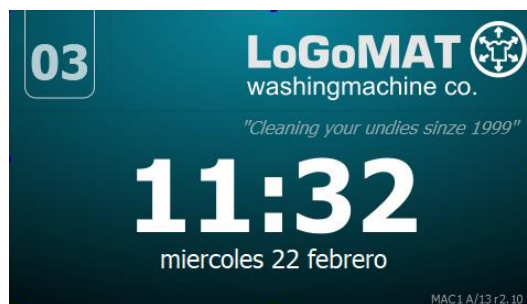 03
LoGoMAT
washingmachine co.
"Cleaning your undies sinze 1999"
11:32
miercoles 22 febrero
MAC1 A/13 r2.10